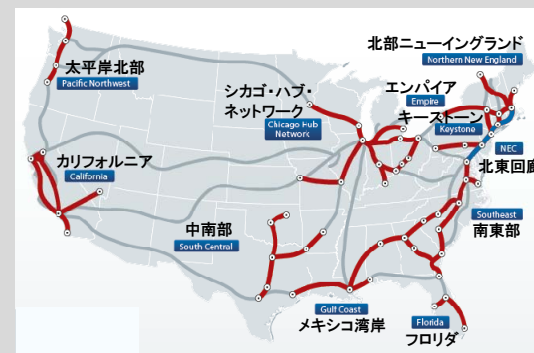 北部ニューイングランド
Northern New England
太平岸北部
Pacific Northwest
シカゴ・ハブ・
ネットワーク
Chicago Hub
Network
エンパイア
Empire
キーストーン
Keystone
NEC
北東回廊
カリフォルニア
California
中南部
South Central
Southeast
南東部
Gulf Coast
メキシコ湾岸
Florida
フロリダ